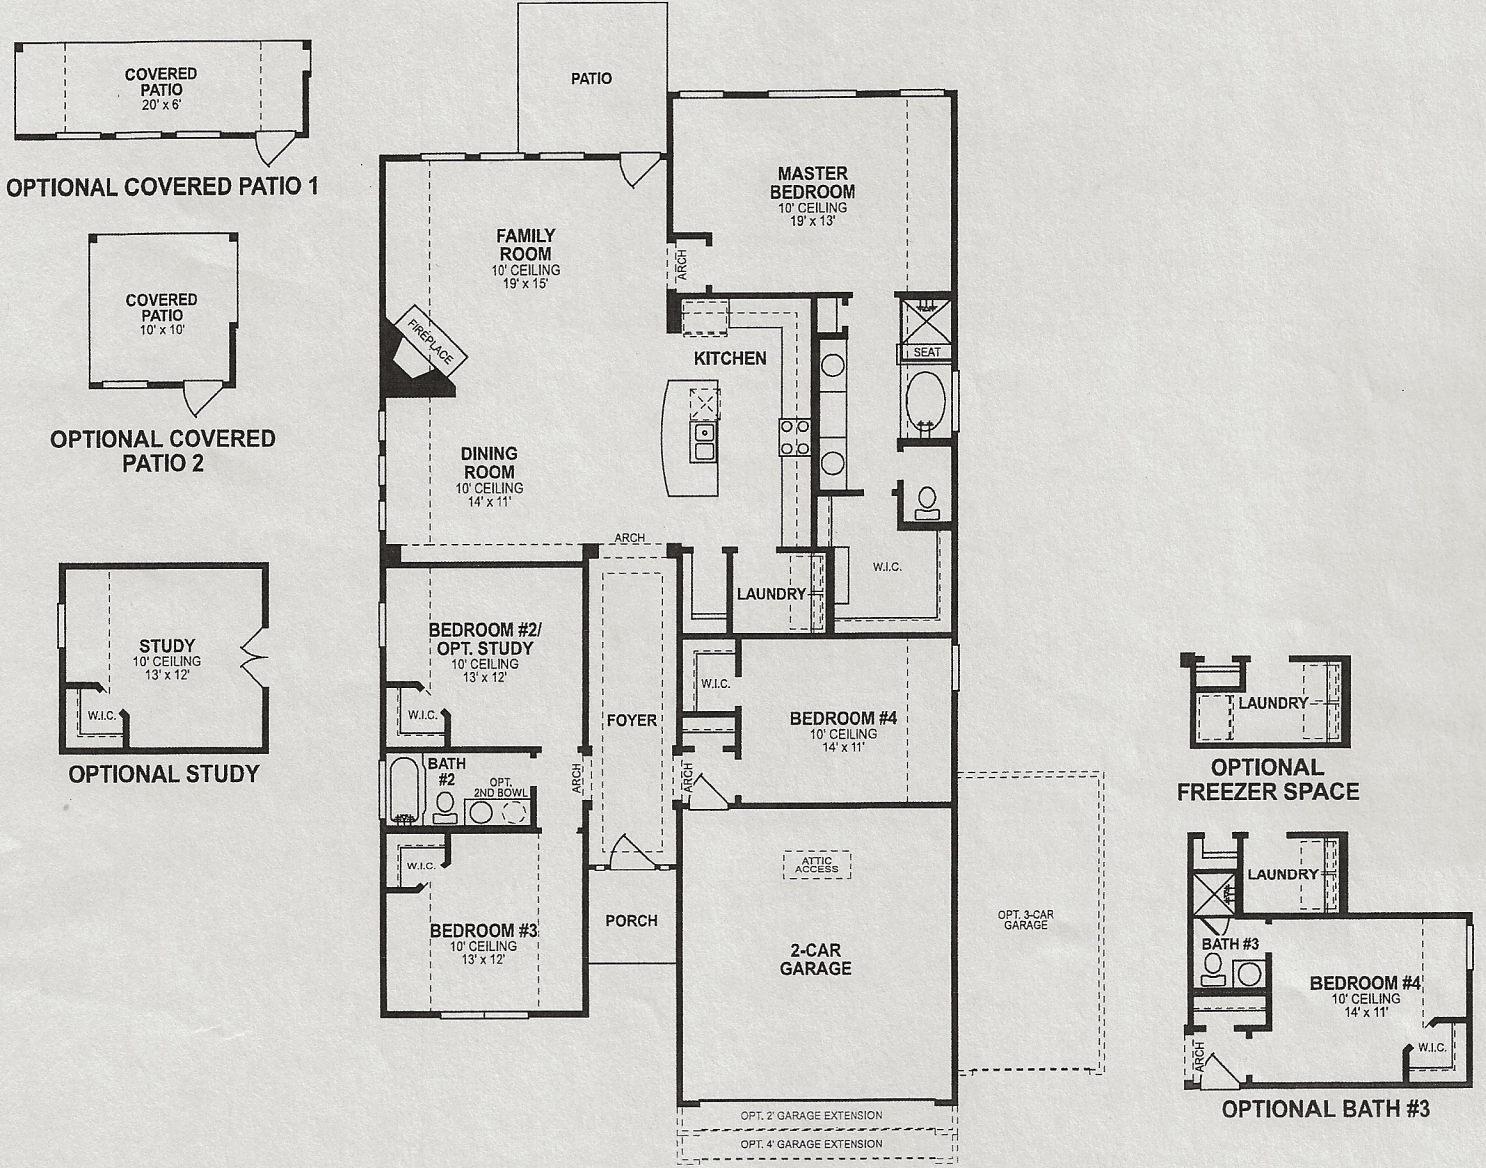 COVERED
PATIO
20' x 6'
OPTIONAL COVERED PATIO 1
COVERED
PATIO
10' x 10'
OPTIONAL COVERED
PATIO 2
STUDY
10' CEILING
13' x 12'
W.I.C.
OPTIONAL STUDY
PATIO
MASTER
BEDROOM
10' CEILING
19' x 13'
FAMILY
ROOM
10' CEILING
19' x 15'
ARCH
FIREPLACE
KITCHEN
SEAT
DINING
ROOM
10' CEILING
14' x 11'
ARCH
W.I.C.
LAUNDRY
BEDROOM #2/
OPT. STUDY
10' CEILING
13' x 12'
W.I.C.
FOYER
W.I.C.
BEDROOM #4
10' CEILING
14' x 11'
BATH
#2
OPT.
2ND BOWL
ARCH
ARCH
W.I.C.
BEDROOM #3
10' CEILING
13' x 12'
PORCH
ATTIC
ACCESS
2-CAR
GARAGE
OPT. 3-CAR
GARAGE
OPT. 2' GARAGE EXTENSION
OPT. 4' GARAGE EXTENSION
LAUNDRY
OPTIONAL
FREEZER SPACE
LAUNDRY
BATH #3
BEDROOM #4
10' CEILING
14' x 11'
W.I.C.
ARCH
OPTIONAL BATH #3